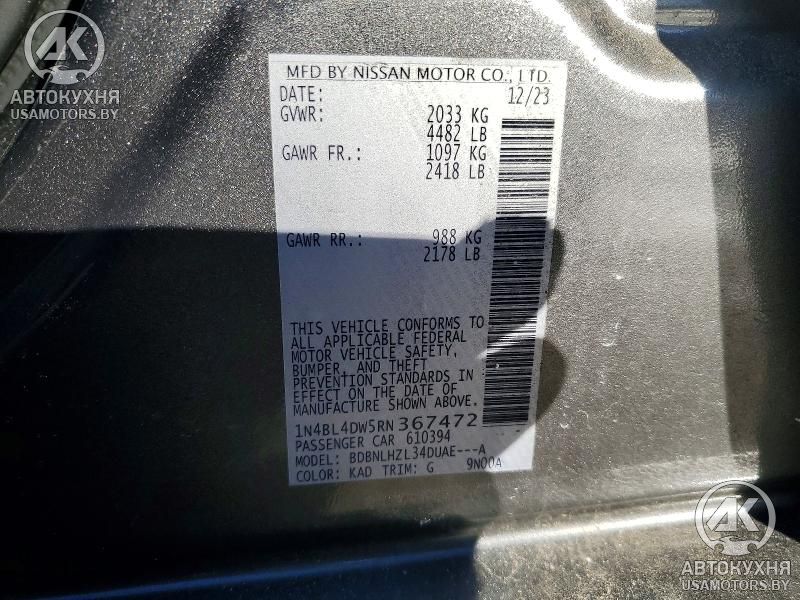 AK
АВТОКУХНЯ
USAMOTORS.BY
MFD BY NISSAN MOTOR CO., LTD.
DATE: 12/23
GVWR: 2033 KG
4482 LB
GAWR FR.: 1097 KG
2418 LB
GAWR RR.: 988 KG
2178 LB
THIS VEHICLE CONFORMS TO
ALL APPLICABLE FEDERAL
MOTOR VEHICLE SAFETY,
BUMPER, AND THEFT
PREVENTION STANDARDS IN
EFFECT ON THE DATE OF
MANUFACTURE SHOWN ABOVE.
1N4BL4DW5RN367472
PASSENGER CAR 610394
MODEL: BDBNLHZL34DUAE---A
COLOR: KAD TRIM: G 9N00A
AK
АВТОКУХНЯ
USAMOTORS.BY